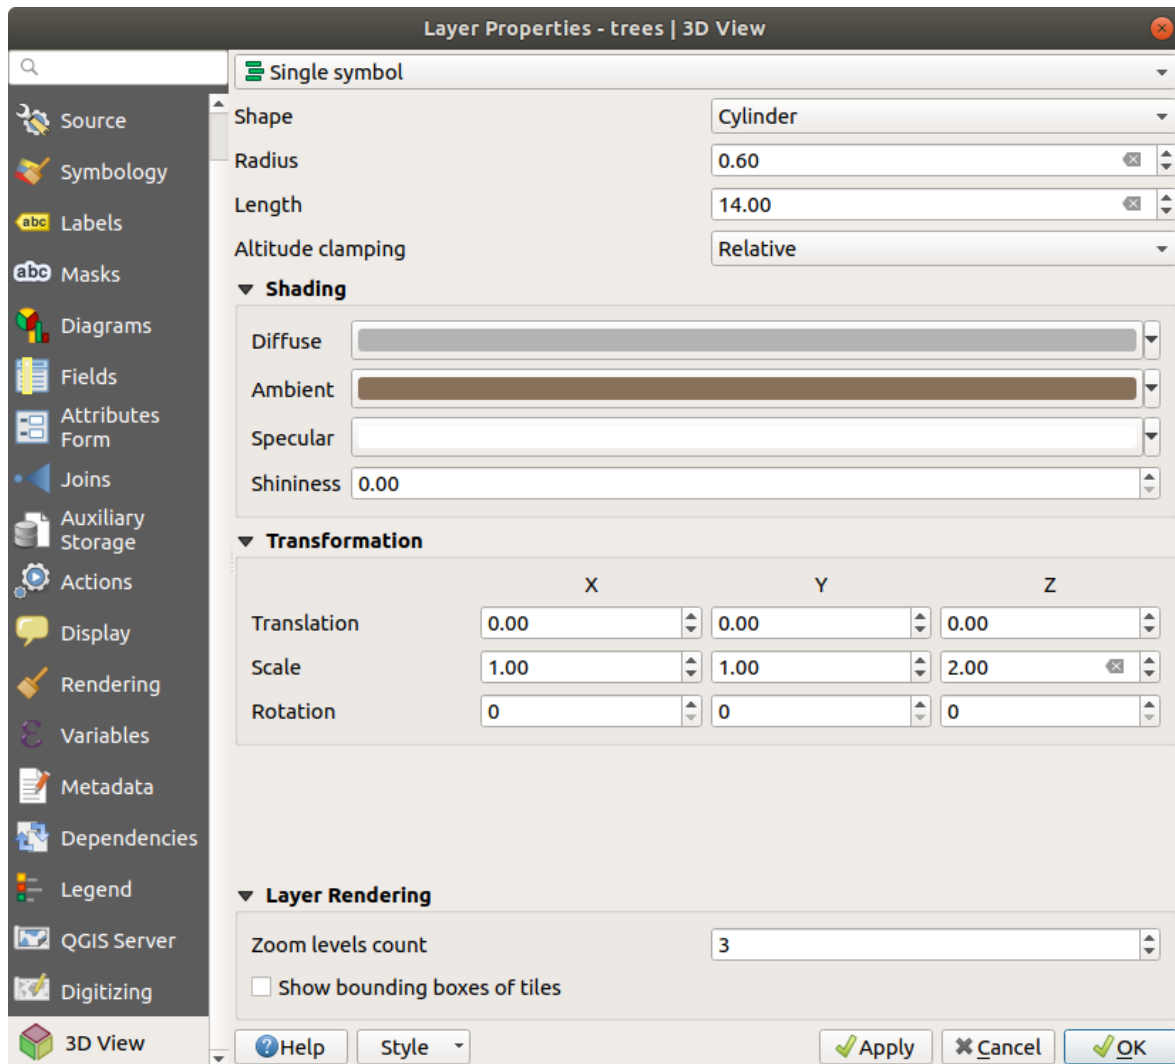 Layer Properties - trees | 3D View
Single symbol
Source
Symbology
abc Labels
abc Masks
Diagrams
Fields
Attributes
Form
Joins
Auxiliary
Storage
Actions
Display
Rendering
ε Variables
Metadata
Dependencies
Legend
QGIS Server
Digitizing
3D View
Shape Cylinder
Radius 0.60
Length 14.00
Altitude clamping Relative
Shading
Diffuse
Ambient
Specular
Shininess 0.00
Transformation
X Y Z
Translation 0.00 0.00 0.00
Scale 1.00 1.00 2.00
Rotation 0 0 0
Layer Rendering
Zoom levels count 3
Show bounding boxes of tiles
?Help Style Apply Cancel OK